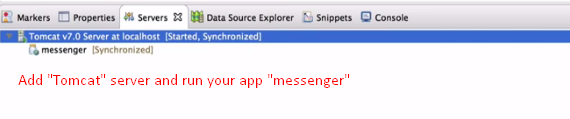 Markers Properties Servers Data Source Explorer Snippets Console
Tomcat v7.0 Server at localhost [Started, Synchronized]
messenger [Synchronized]
Add "Tomcat" server and run your app "messenger"